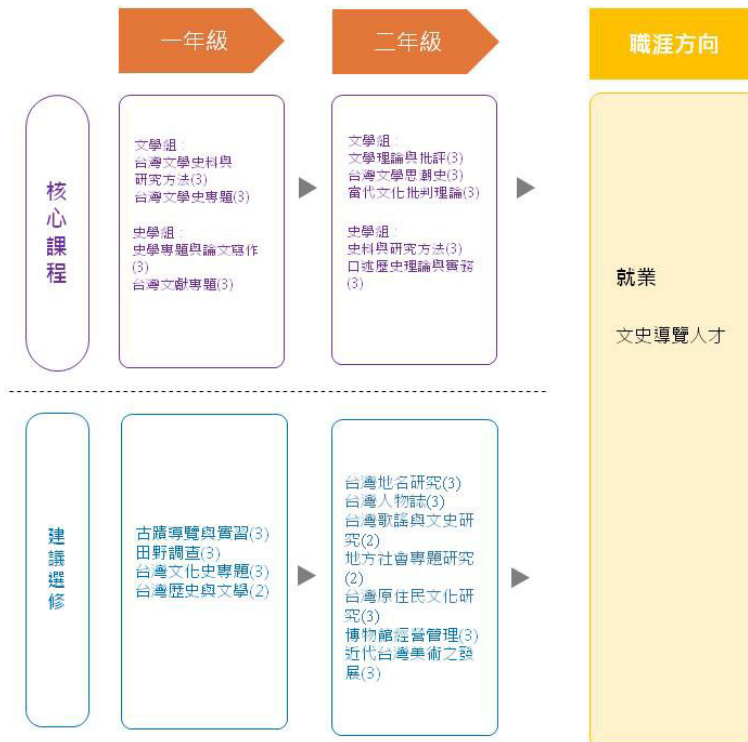 一年級
二年級
職涯方向
核心課程
文學組:
台灣文學史料與
研究方法(3)
台灣文學史專題(3)
史學組:
史學專題與論文寫作
(3)
台灣文獻專題(3)
文學組:
文學理論與批評(3)
台灣文學思潮史(3)
當代文化批判理論(3)
史學組:
史料與研究方法(3)
口述歷史理論與實務
(3)
就業
文史導覽人才
建議選修
古蹟導覽與實習(3)
田野調查(3)
台灣文化史專題(3)
台灣歷史與文學(2)
台灣地名研究(3)
台灣人物誌(3)
台灣歌謠與文史研
究(2)
地方社會專題研究
(2)
台灣原住民文化研
究(3)
博物館經營管理(3)
近代台灣美術之發
展(3)